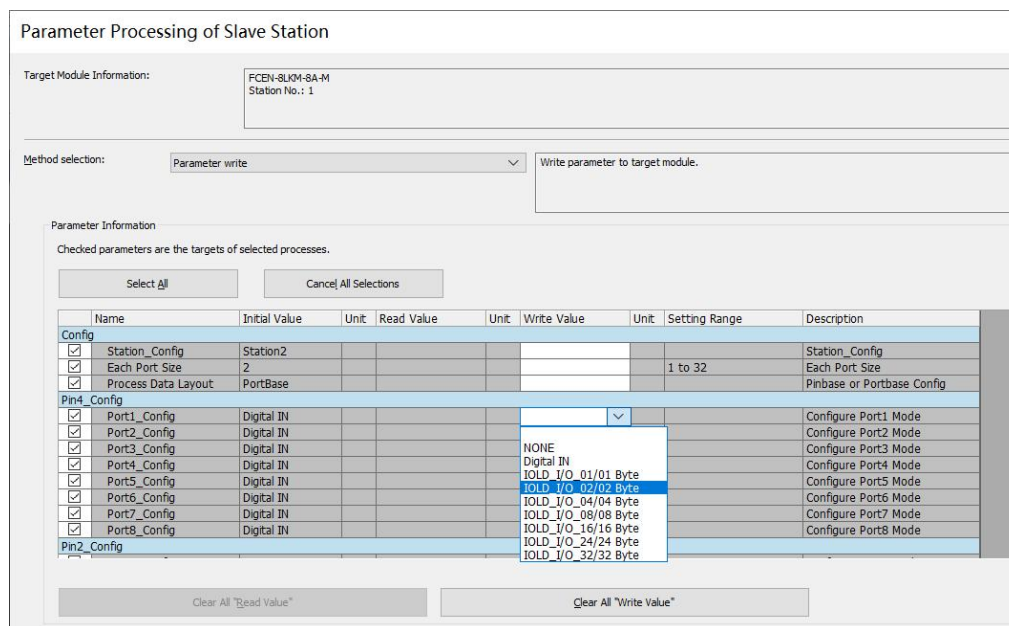 Parameter Processing of Slave Station
Target Module Information:
FCEN-8LKM-8A-M
Station No.: 1
Method selection:
Parameter write
Write parameter to target module.
Parameter Information
Checked parameters are the targets of selected processes.
Select All
Cancel All Selections
Name Initial Value Unit Read Value Unit Write Value Unit Setting Range Description
Config
Station_Config Station2 Station_Config
Each Port Size 2 1 to 32 Each Port Size
Process Data Layout PortBase Pinbase or Portbase Config
Pin4_Config
Port1_Config Digital IN Configure Port1 Mode
Port2_Config Digital IN Configure Port2 Mode
Port3_Config Digital IN Configure Port3 Mode
Port4_Config Digital IN Configure Port4 Mode
Port5_Config Digital IN Configure Port5 Mode
Port6_Config Digital IN Configure Port6 Mode
Port7_Config Digital IN Configure Port7 Mode
Port8_Config Digital IN Configure Port8 Mode
NONE
Digital IN
IOLD_I/O_01/01 Byte
IOLD_I/O_02/02 Byte
IOLD_I/O_04/04 Byte
IOLD_I/O_08/08 Byte
IOLD_I/O_16/16 Byte
IOLD_I/O_24/24 Byte
IOLD_I/O_32/32 Byte
Pin2_Config
Clear All "Read Value"
Clear All "Write Value"